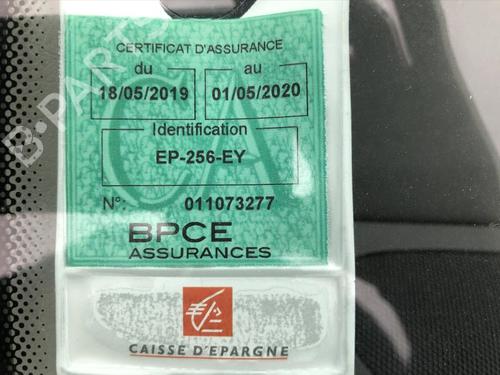 CERTIFICAT D'ASSURANCE
du au
18/05/2019 01/05/2020
Identification
EP-256-EY
N°: 011073277
BPCE
ASSURANCES
CAISSE D'EPARGNE